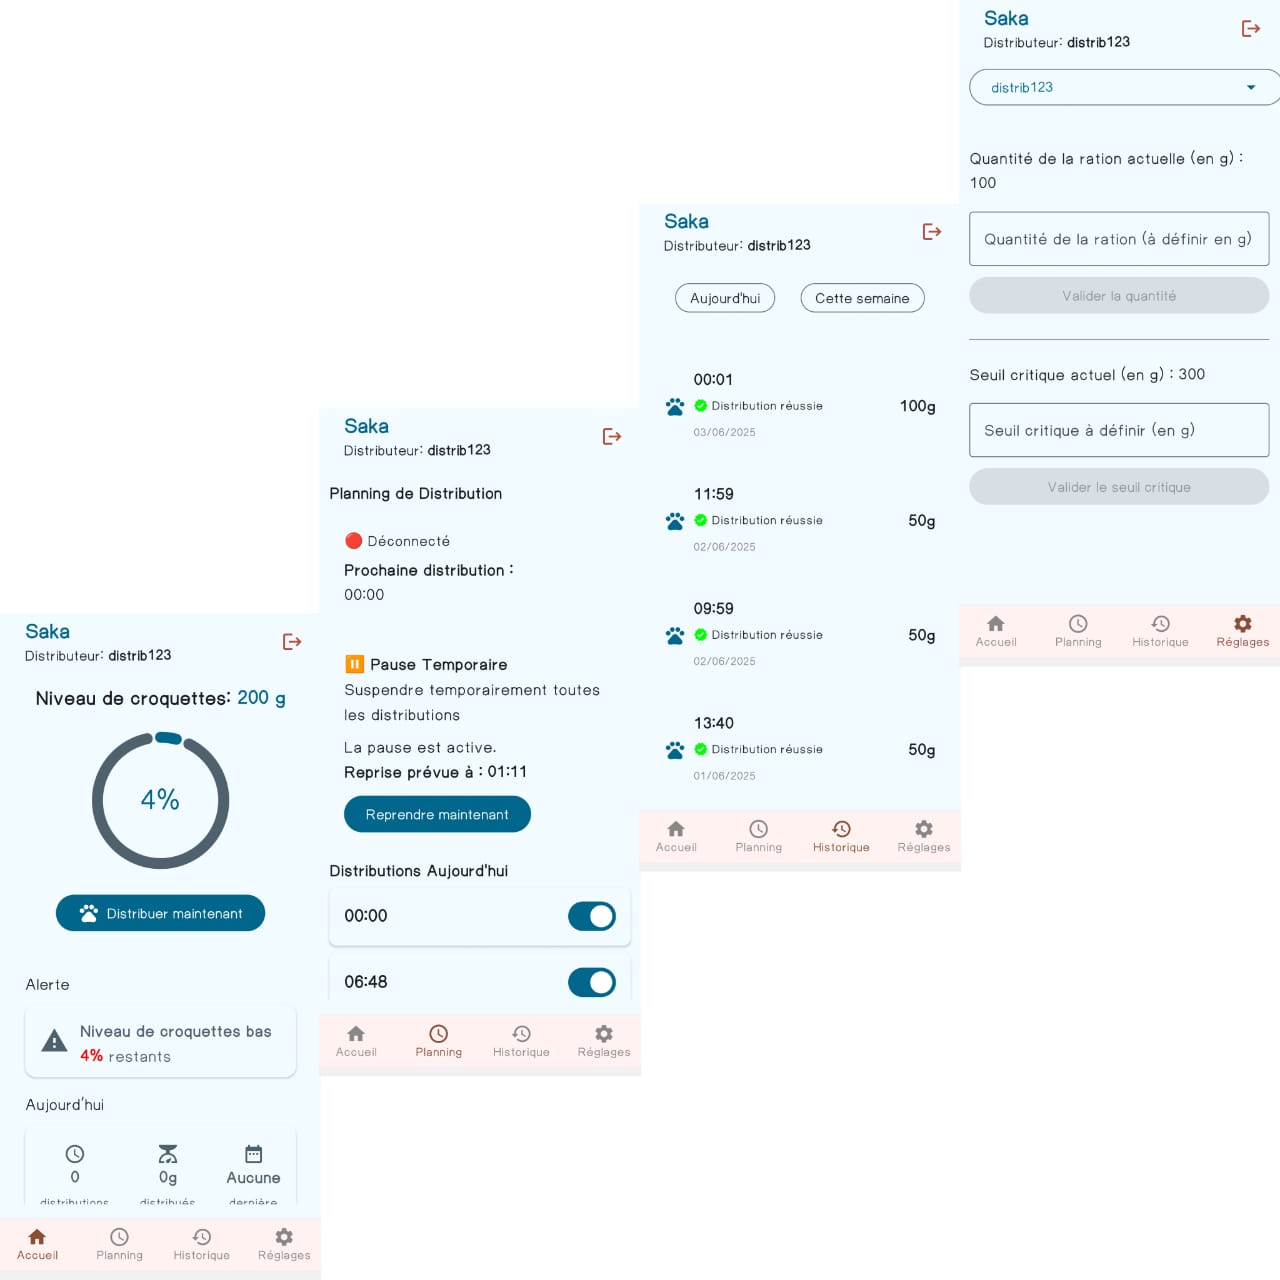 Saka
Distributeur: distrib123
Niveau de croquettes: 200 g
4%
Distribuer maintenant
Alerte
Niveau de croquettes bas
4% restants
Aujourd'hui
0
0g
Aucune
distributions
distribués
dernière
Accueil
Planning
Historique
Réglages
Saka
Distributeur: distrib123
Planning de Distribution
Déconnecté
Prochaine distribution :
00:00
Pause Temporaire
Suspendre temporairement toutes
les distributions
La pause est active.
Reprise prévue à : 01:11
Reprendre maintenant
Distributions Aujourd'hui
00:00
06:48
Accueil
Planning
Historique
Réglages
Saka
Distributeur: distrib123
Aujourd'hui
Cette semaine
00:01
Distribution réussie
100g
03/06/2025
11:59
Distribution réussie
50g
02/06/2025
09:59
Distribution réussie
50g
02/06/2025
13:40
Distribution réussie
50g
01/06/2025
Accueil
Planning
Historique
Réglages
Saka
Distributeur: distrib123
distrib123
Quantité de la ration actuelle (en g) :
100
Quantité de la ration (à définir en g)
Valider la quantité
Seuil critique actuel (en g) : 300
Seuil critique à définir (en g)
Valider le seuil critique
Accueil
Planning
Historique
Réglages